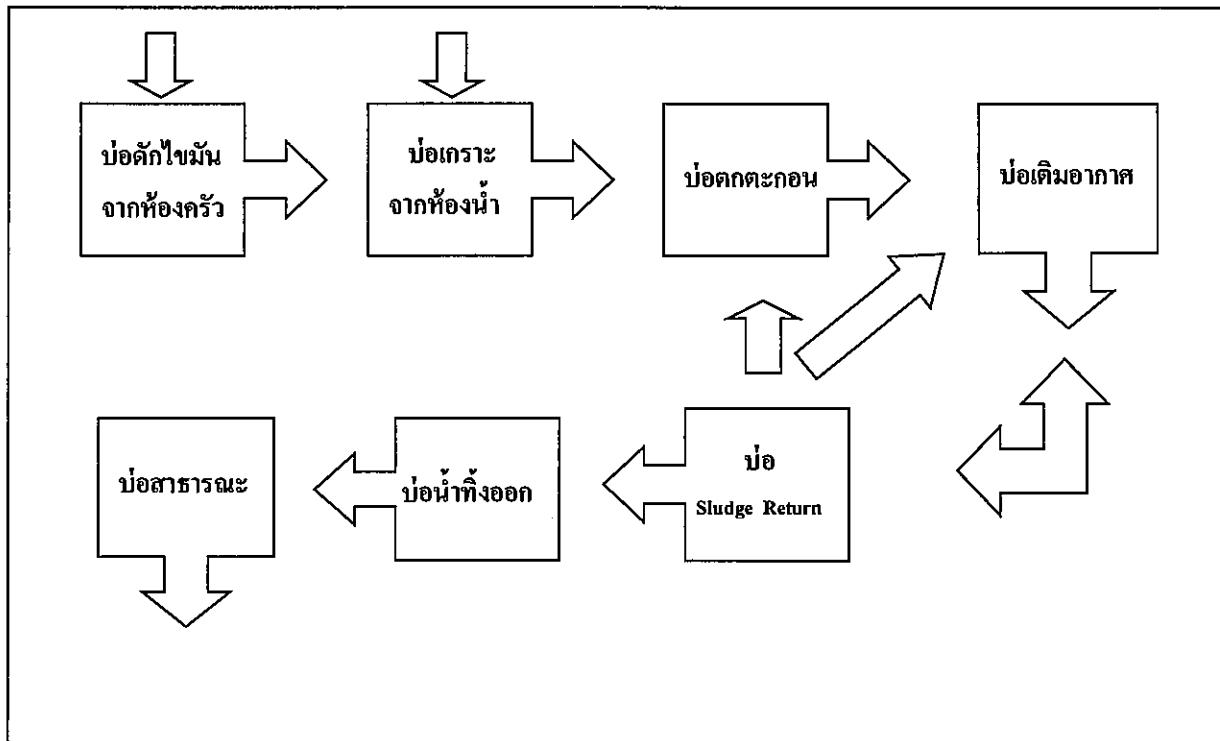 บ่อดักไขมัน
จากห้องครัว
บ่อเกราะ
จากห้องน้ำ
บ่อตกตะกอน
บ่อเติมอากาศ
บ่อสาธารณะ
บ่อน้ำทิ้งออก
บ่อ
Sludge Return